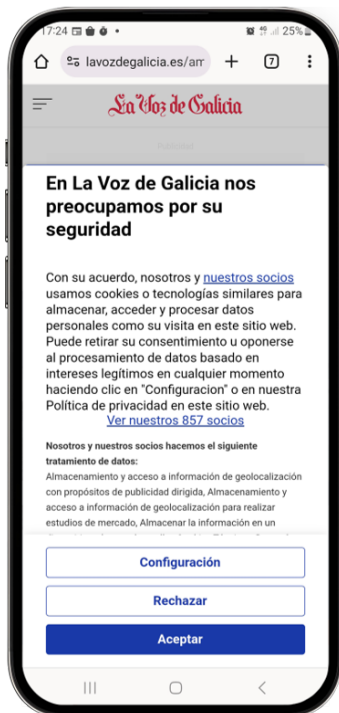 17:24
25%
lavozdegalicia.es/am
7
La Voz de Galicia
Publicidad
En La Voz de Galicia nos
preocupamos por su
seguridad
Con su acuerdo, nosotros y nuestros socios
usamos cookies o tecnologías similares para
almacenar, acceder y procesar datos
personales como su visita en este sitio web.
Puede retirar su consentimiento u oponerse
al procesamiento de datos basado en
intereses legítimos en cualquier momento
haciendo clic en "Configuracion" o en nuestra
Política de privacidad en este sitio web.
Ver nuestros 857 socios
Nosotros y nuestros socios hacemos el siguiente
tratamiento de datos:
Almacenamiento y acceso a información de geolocalización
con propósitos de publicidad dirigida, Almacenamiento y
acceso a información de geolocalización para realizar
estudios de mercado, Almacenar la información en un
Configuración
Rechazar
Aceptar